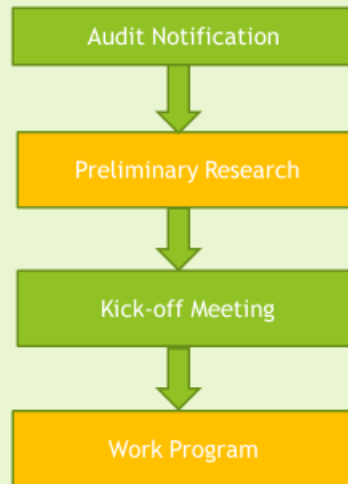 Audit Notification
Preliminary Research
Kick-off Meeting
Work Program